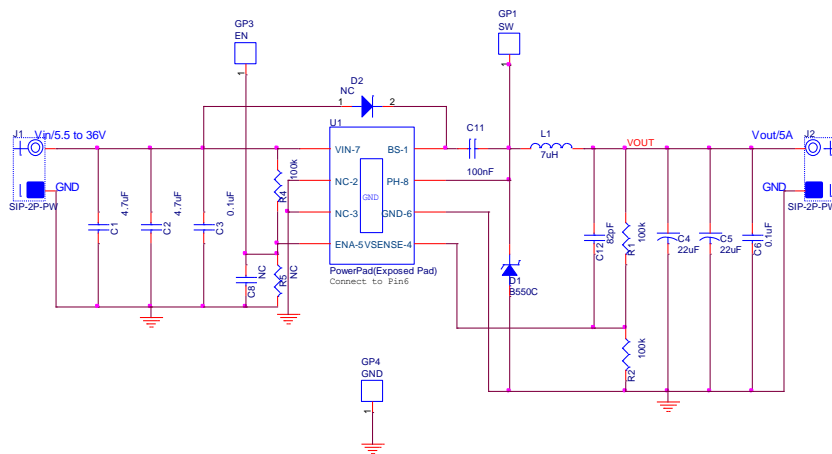 GP3
EN
1
GP1
SW
1
D2
NC
1
2
U1
J1
Vin/5.5 to 36V
GND
SIP-2P-PW
C1
4.7uF
C2
4.7uF
C3
0.1uF
R4
100k
C8
NC
R5
NC
VIN-7
BS-1
NC-2
PH-8
GND
NC-3
GND-6
ENA-5
VSENSE-4
PowerPad(Exposed Pad)
Connect to Pin6
C11
100nF
L1
7uH
VOUT
Vout/5A
J2
GND
SIP-2P-PW
C12
82pF
R1
100k
C4
22uF
C5
22uF
C6
0.1uF
D1
B550C
R2
100k
GP4
GND
1